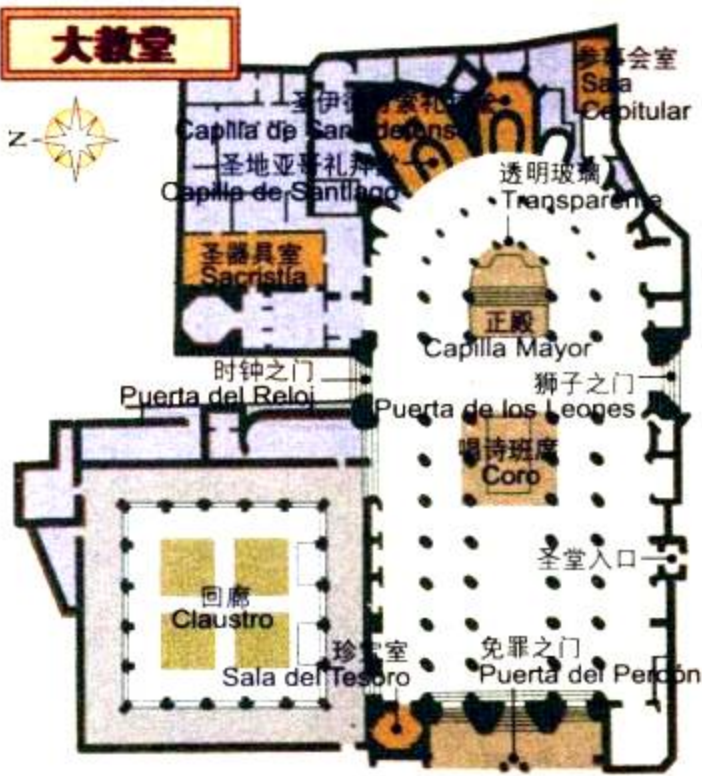 大教堂
N
参事会室
Sala
Capitular
Capilla de San
圣地亚哥礼拜
Capilla de Santiago
透明玻璃
Transparente
圣器具室
Sacristía
正殿
Capilla Mayor
时钟之门
Puerta del Reloj
狮子之门
Puerta de los Leones
唱诗班席
Coro
圣堂入口
回廊
Claustro
珍宝室
Sala del Tesoro
免罪之门
Puerta del Perdón